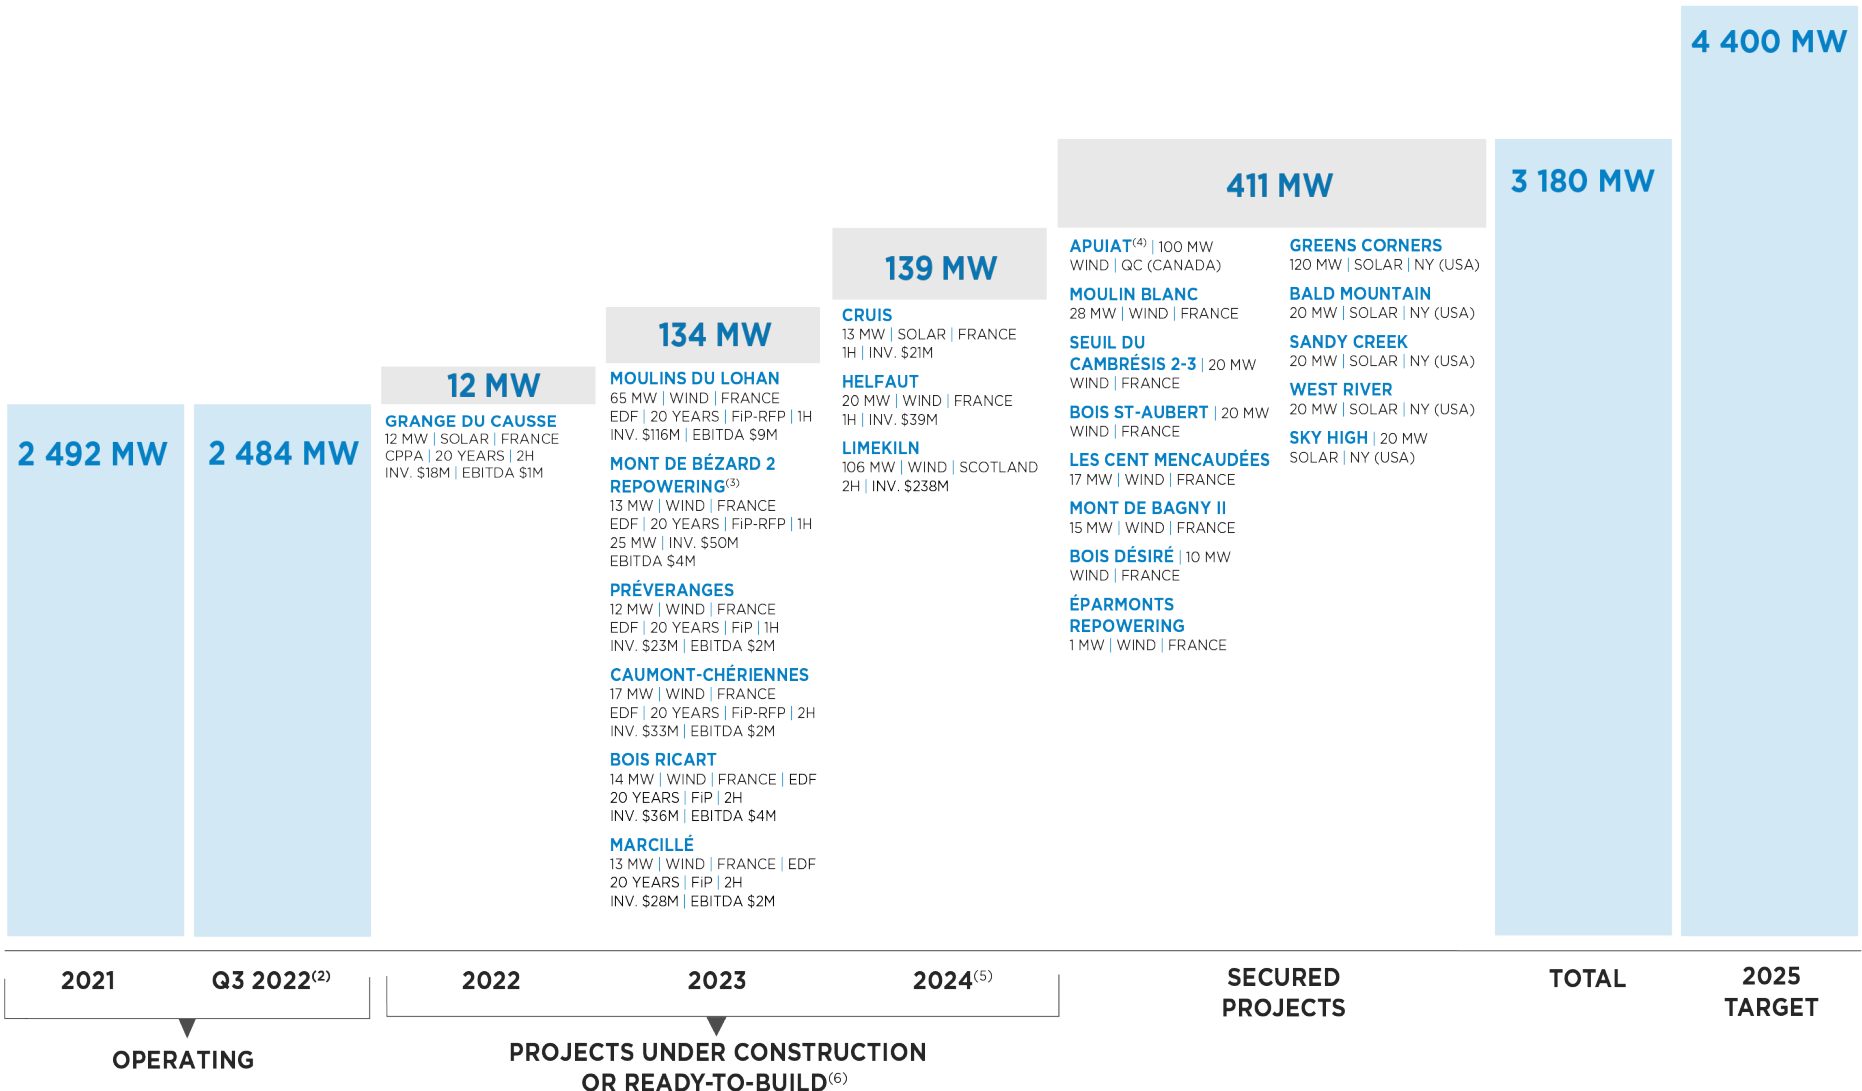 2 492 MW
2 484 MW
12 MW
GRANGE DU CAUSSE
12 MW | SOLAR | FRANCE
CPPA | 20 YEARS | 2H
INV. $18M | EBITDA $1M
134 MW
MOULINS DU LOHAN
65 MW | WIND | FRANCE
EDF | 20 YEARS | FiP-RFP | 1H
INV. $116M | EBITDA $9M
MONT DE BÉZARD 2
REPOWERING(3)
13 MW | WIND | FRANCE
EDF | 20 YEARS | FiP-RFP | 1H
25 MW | INV. $50M
EBITDA $4M
PRÉVERANGES
12 MW | WIND | FRANCE
EDF | 20 YEARS | FiP | 1H
INV. $23M | EBITDA $2M
CAUMONT-CHÉRIENNES
17 MW | WIND | FRANCE
EDF | 20 YEARS | FiP-RFP | 2H
INV. $33M | EBITDA $2M
BOIS RICART
14 MW | WIND | FRANCE | EDF
20 YEARS | FiP | 2H
INV. $36M | EBITDA $4M
MARCILLÉ
13 MW | WIND | FRANCE | EDF
20 YEARS | FiP | 2H
INV. $28M | EBITDA $2M
139 MW
CRUIS
13 MW | SOLAR | FRANCE
1H | INV. $21M
HELFAUT
20 MW | WIND | FRANCE
1H | INV. $39M
LIMEKILN
106 MW | WIND | SCOTLAND
2H | INV. $238M
411 MW
APUIAT(4) | 100 MW
WIND | QC (CANADA)
MOULIN BLANC
28 MW | WIND | FRANCE
SEUIL DU
CAMBRÉSIS 2-3 | 20 MW
WIND | FRANCE
BOIS ST-AUBERT | 20 MW
WIND | FRANCE
LES CENT MENCAUDÉES
17 MW | WIND | FRANCE
MONT DE BAGNY II
15 MW | WIND | FRANCE
BOIS DÉSIRÉ | 10 MW
WIND | FRANCE
ÉPARMONTS
REPOWERING
1 MW | WIND | FRANCE
GREENS CORNERS
120 MW | SOLAR | NY (USA)
BALD MOUNTAIN
20 MW | SOLAR | NY (USA)
SANDY CREEK
20 MW | SOLAR | NY (USA)
WEST RIVER
20 MW | SOLAR | NY (USA)
SKY HIGH | 20 MW
SOLAR | NY (USA)
3 180 MW
4 400 MW
2021
Q3 2022(2)
2022
2023
2024(5)
SECURED
PROJECTS
TOTAL
2025
TARGET
OPERATING
PROJECTS UNDER CONSTRUCTION
OR READY-TO-BUILD(6)